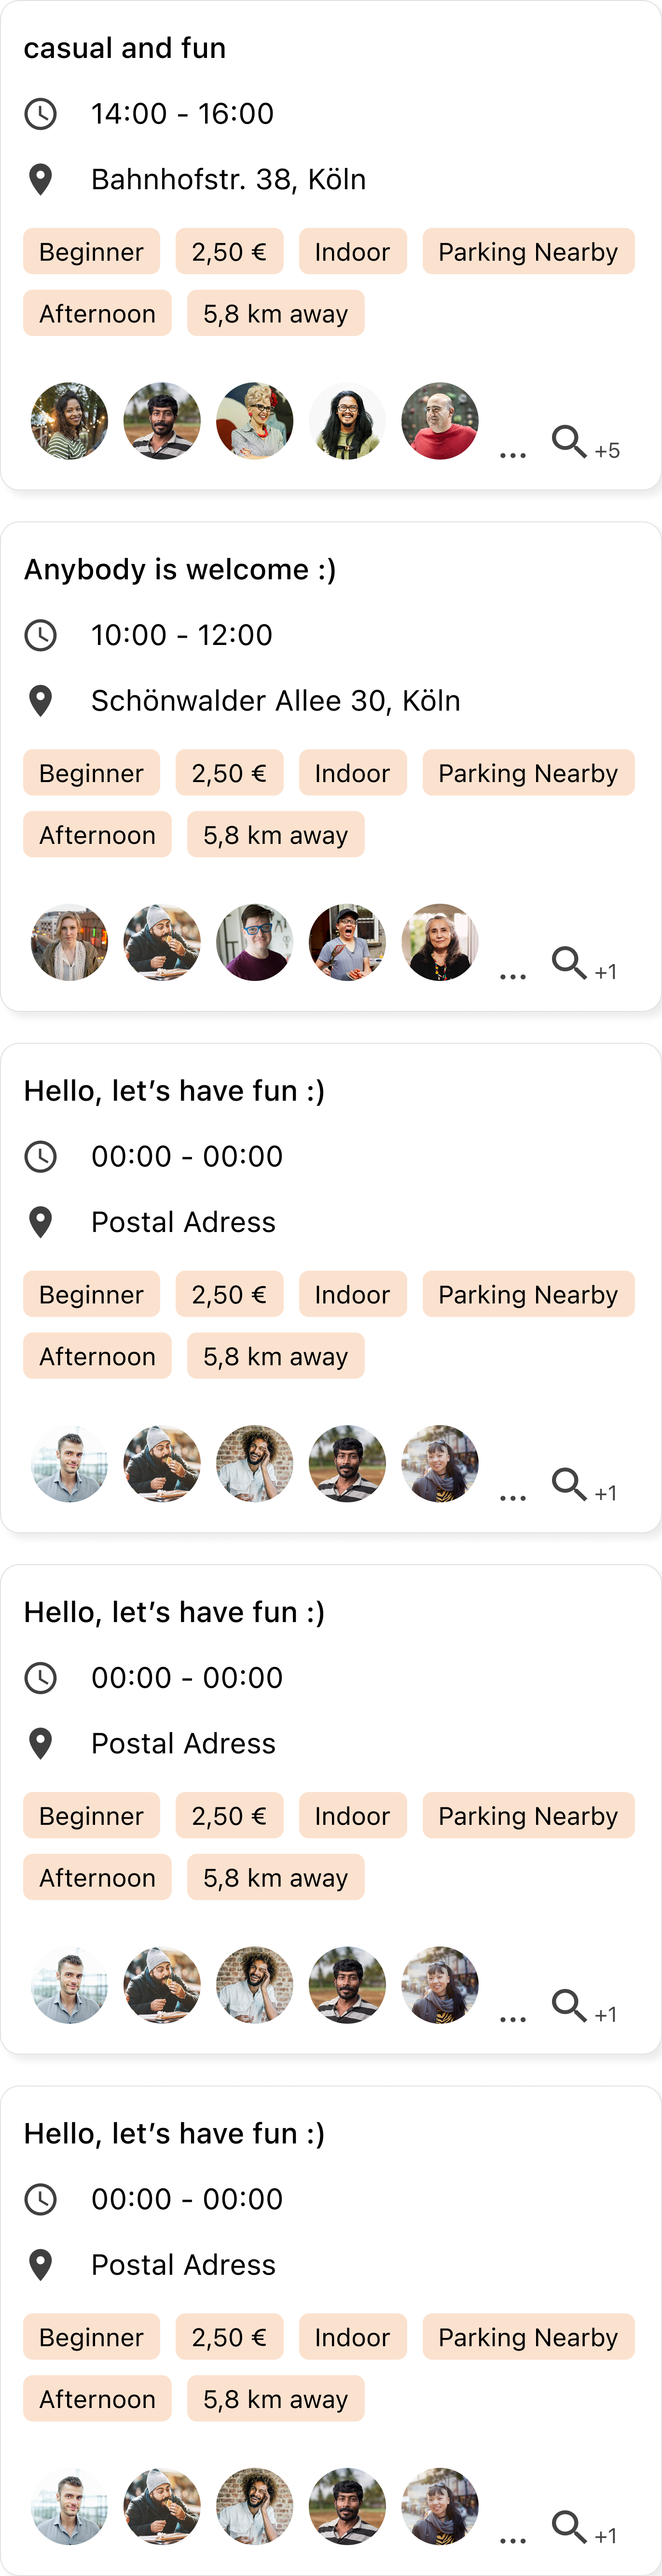 casual and fun
14:00 - 16:00
Bahnhofstr. 38, Köln
Beginner 2,50 € Indoor Parking Nearby
Afternoon 5,8 km away
... +5
Anybody is welcome :)
10:00 - 12:00
Schönwalder Allee 30, Köln
Beginner 2,50 € Indoor Parking Nearby
Afternoon 5,8 km away
... +1
Hello, let’s have fun :)
00:00 - 00:00
Postal Adress
Beginner 2,50 € Indoor Parking Nearby
Afternoon 5,8 km away
... +1
Hello, let’s have fun :)
00:00 - 00:00
Postal Adress
Beginner 2,50 € Indoor Parking Nearby
Afternoon 5,8 km away
... +1
Hello, let’s have fun :)
00:00 - 00:00
Postal Adress
Beginner 2,50 € Indoor Parking Nearby
Afternoon 5,8 km away
... +1